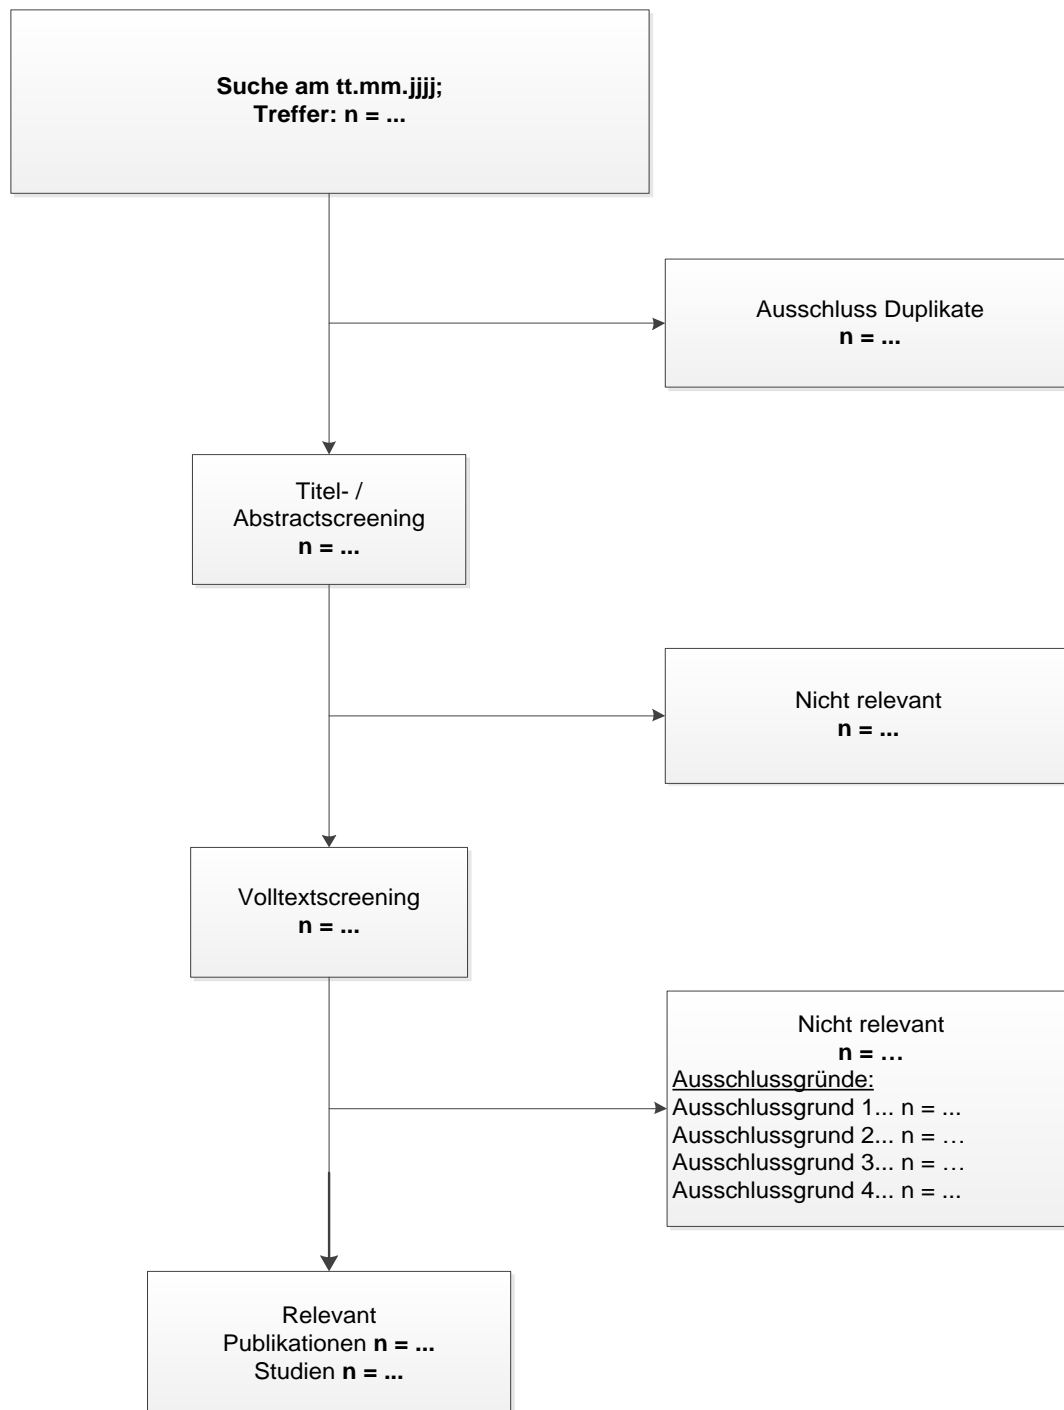 Suche am tt.mm.jjjj;
Treffer: n = ...
Ausschluss Duplikate
n = ...
Titel- /
Abstractscreening
n = ...
Nicht relevant
n = ...
Volltextscreening
n = ...
Nicht relevant
n = …
Ausschlussgründe:
Ausschlussgrund 1... n = ...
Ausschlussgrund 2... n = …
Ausschlussgrund 3... n = …
Ausschlussgrund 4... n = ...
Relevant
Publikationen n = ...
Studien n = ...